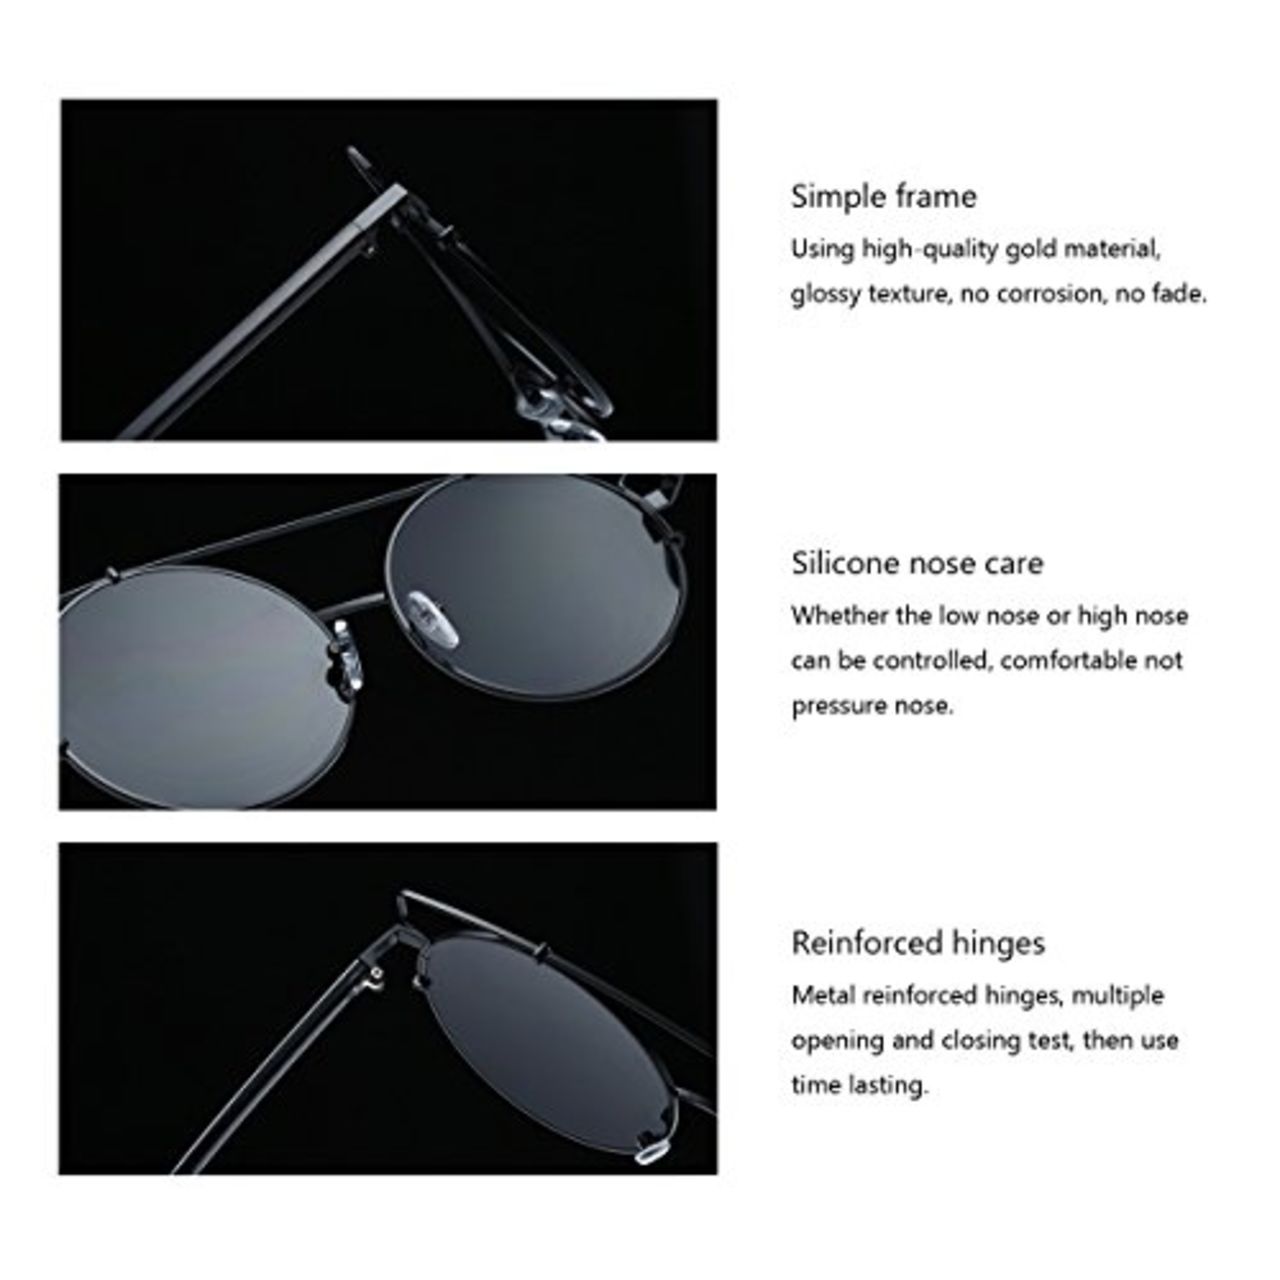 Simple frame
Using high-quality gold material,
glossy texture, no corrosion, no fade.
Silicone nose care
Whether the low nose or high nose
can be controlled, comfortable not
pressure nose.
Reinforced hinges
Metal reinforced hinges, multiple
opening and closing test, then use
time lasting.